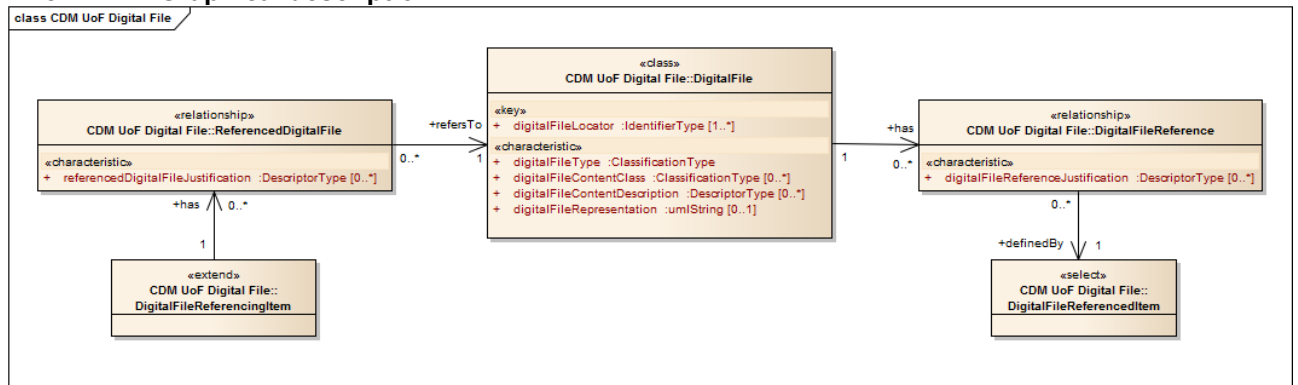 class CDM UoF Digital File
«relationship»
CDM UoF Digital File::ReferencedDigitalFile
«characteristic»
+ referencedDigitalFileJustification :DescriptorType [0..*]
+refersTo
0..*
1
«class»
CDM UoF Digital File::DigitalFile
«key»
+ digitalFileLocator :IdentifierType [1..*]
«characteristic»
+ digitalFileType :ClassificationType
+ digitalFileContentClass :ClassificationType [0..*]
+ digitalFileContentDescription :DescriptorType [0..*]
+ digitalFileRepresentation :umlString [0..1]
+has
1
0..*
«relationship»
CDM UoF Digital File::DigitalFileReference
«characteristic»
+ digitalFileReferenceJustification :DescriptorType [0..*]
+has
0..*
1
«extend»
CDM UoF Digital File::
DigitalFileReferencingItem
0..*
+definedBy
1
«select»
CDM UoF Digital File::
DigitalFileReferencedItem